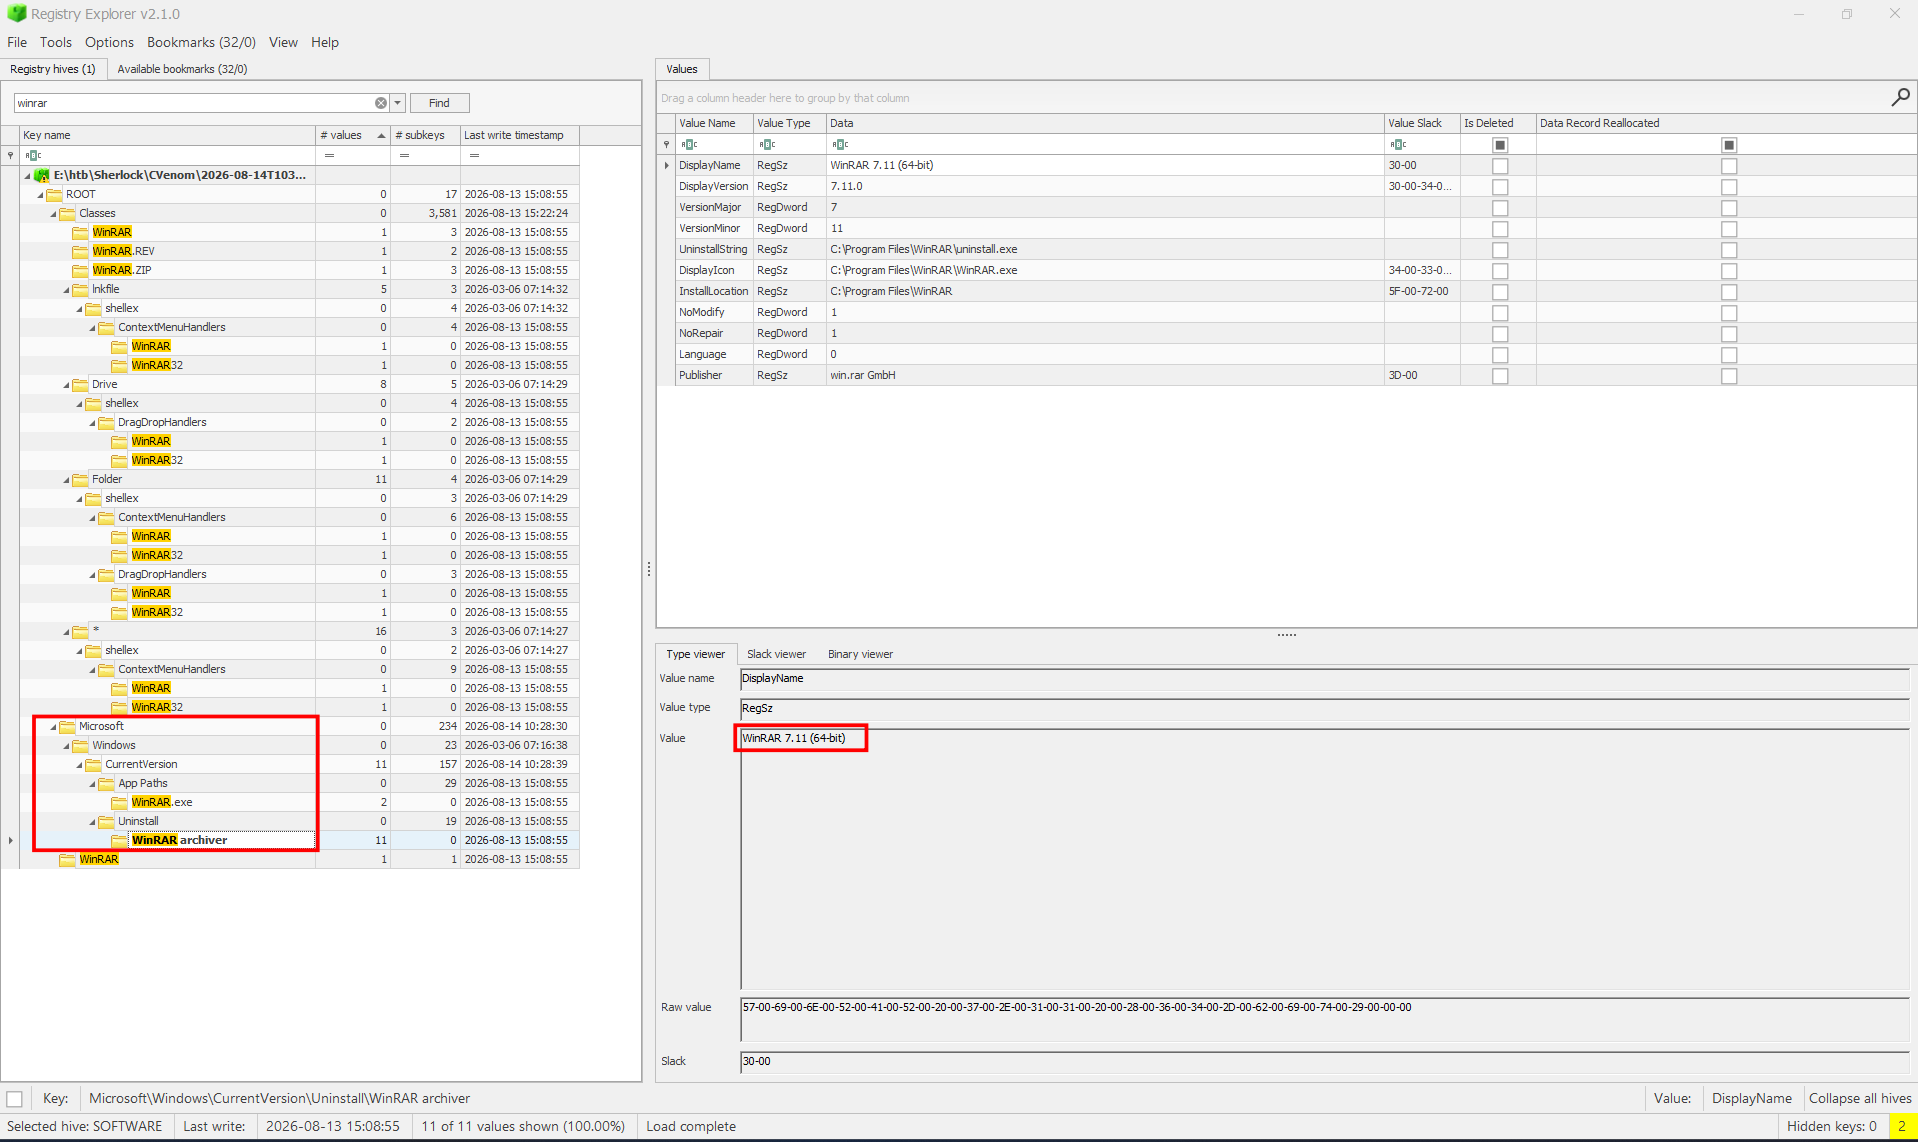 Registry Explorer v2.1.0
File Tools Options Bookmarks (32/0) View Help
Registry hives (1) Available bookmarks (32/0)
winrar Find
Key name # values # subkeys Last write timestamp
= = =
E:\htb\Sherlock\CVenom\2026-08-14T103...
ROOT 0 17 2026-08-13 15:08:55
Classes 0 3,581 2026-08-13 15:22:24
WinRAR 1 3 2026-08-13 15:08:55
WinRAR.REV 1 2 2026-08-13 15:08:55
WinRAR.ZIP 1 3 2026-08-13 15:08:55
lnkfile 5 3 2026-03-06 07:14:32
shellex 0 4 2026-03-06 07:14:32
ContextMenuHandlers 0 4 2026-08-13 15:08:55
WinRAR 1 0 2026-08-13 15:08:55
WinRAR32 1 0 2026-08-13 15:08:55
Drive 8 5 2026-03-06 07:14:29
shellex 0 4 2026-03-06 07:14:29
DragDropHandlers 0 2 2026-08-13 15:08:55
WinRAR 1 0 2026-08-13 15:08:55
WinRAR32 1 0 2026-08-13 15:08:55
Folder 11 4 2026-03-06 07:14:29
shellex 0 3 2026-03-06 07:14:29
ContextMenuHandlers 0 6 2026-08-13 15:08:55
WinRAR 1 0 2026-08-13 15:08:55
WinRAR32 1 0 2026-08-13 15:08:55
DragDropHandlers 0 3 2026-08-13 15:08:55
WinRAR 1 0 2026-08-13 15:08:55
WinRAR32 1 0 2026-08-13 15:08:55
* 16 3 2026-03-06 07:14:27
shellex 0 2 2026-03-06 07:14:27
ContextMenuHandlers 0 9 2026-08-13 15:08:55
WinRAR 1 0 2026-08-13 15:08:55
WinRAR32 1 0 2026-08-13 15:08:55
Microsoft 0 234 2026-08-14 10:28:30
Windows 0 23 2026-03-06 07:16:38
CurrentVersion 11 157 2026-08-14 10:28:39
App Paths 0 29 2026-08-13 15:08:55
WinRAR.exe 2 0 2026-08-13 15:08:55
Uninstall 0 19 2026-08-13 15:08:55
WinRAR archiver 11 0 2026-08-13 15:08:55
WinRAR 1 1 2026-08-13 15:08:55
Values
Drag a column header here to group by that column
Value Name Value Type Data Value Slack Is Deleted Data Record Reallocated
DisplayName RegSz WinRAR 7.11 (64-bit) 30-00
DisplayVersion RegSz 7.11.0 30-00-34-0...
VersionMajor RegDword 7
VersionMinor RegDword 11
UninstallString RegSz C:\Program Files\WinRAR\uninstall.exe
DisplayIcon RegSz C:\Program Files\WinRAR\WinRAR.exe 34-00-33-0...
InstallLocation RegSz C:\Program Files\WinRAR 5F-00-72-00
NoModify RegDword 1
NoRepair RegDword 1
Language RegDword 0
Publisher RegSz win.rar GmbH 3D-00
Type viewer Slack viewer Binary viewer
Value name DisplayName
Value type RegSz
Value WinRAR 7.11 (64-bit)
Raw value 57-00-69-00-6E-00-52-00-41-00-52-00-20-00-37-00-2E-00-31-00-31-00-20-00-28-00-36-00-34-00-2D-00-62-00-69-00-74-00-29-00-00-00
Slack 30-00
Key: Microsoft\Windows\CurrentVersion\Uninstall\WinRAR archiver Value: DisplayName Collapse all hives
Selected hive: SOFTWARE Last write: 2026-08-13 15:08:55 11 of 11 values shown (100.00%) Load complete Hidden keys: 0 2